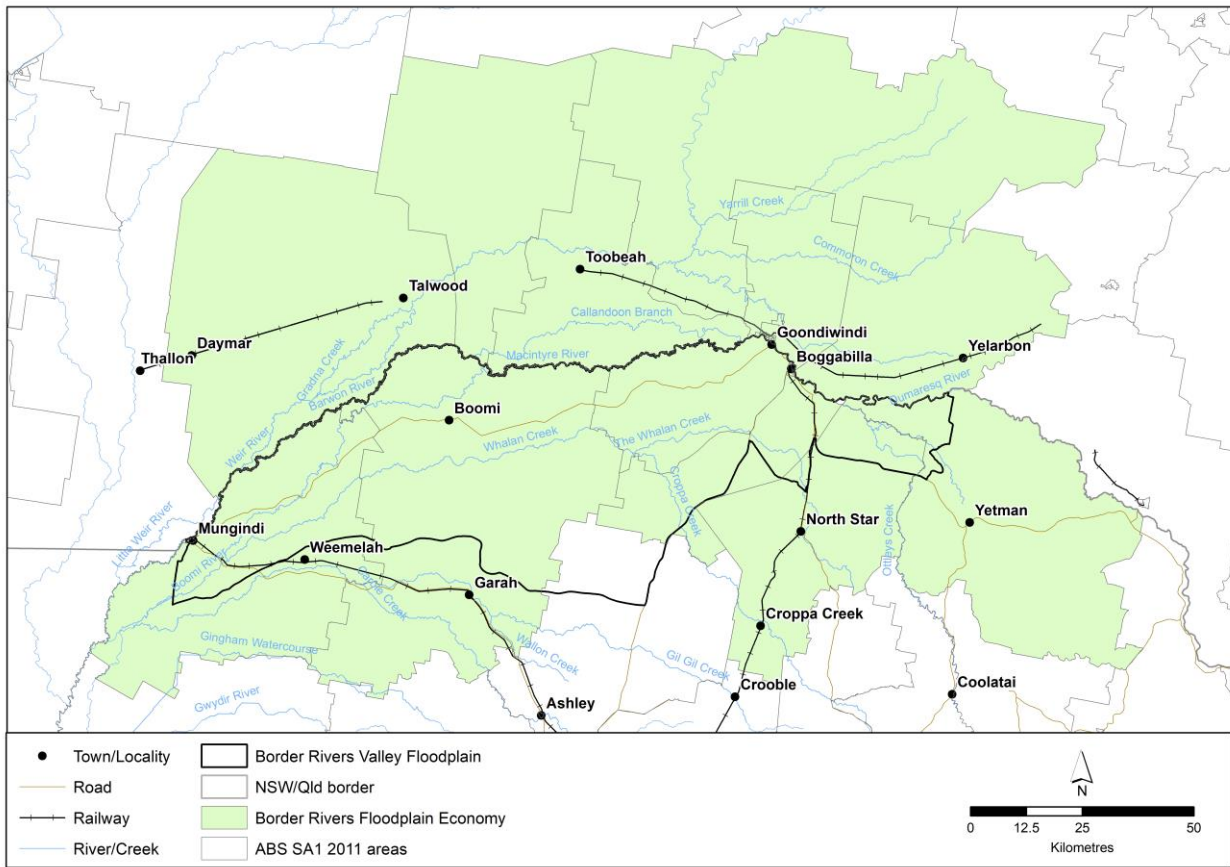 Yarrill Creek
Commoron Creek
Toobeah
Talwood
Callandoon Branch
Goondiwindi
Daymar
Thallon
Gradna Creek
Macintyre River
Boggabilla
Yelarbon
Barwon River
Dumaresq River
Boomi
Weir River
Whalan Creek
The Whalan Creek
Croppa Creek
Little Weir River
Mungindi
North Star
Yetman
Ottleys Creek
Weemelah
Boomi River
Garah
Carole Creek
Croppa Creek
Gingham Watercourse
Wallon Creek
Gil Gil Creek
Gwydir River
Ashley
Crooble
Coolatai
Town/Locality
Border Rivers Valley Floodplain
Road
NSW/Qld border
Railway
Border Rivers Floodplain Economy
River/Creek
ABS SA1 2011 areas
N
0 12.5 25 50
Kilometres